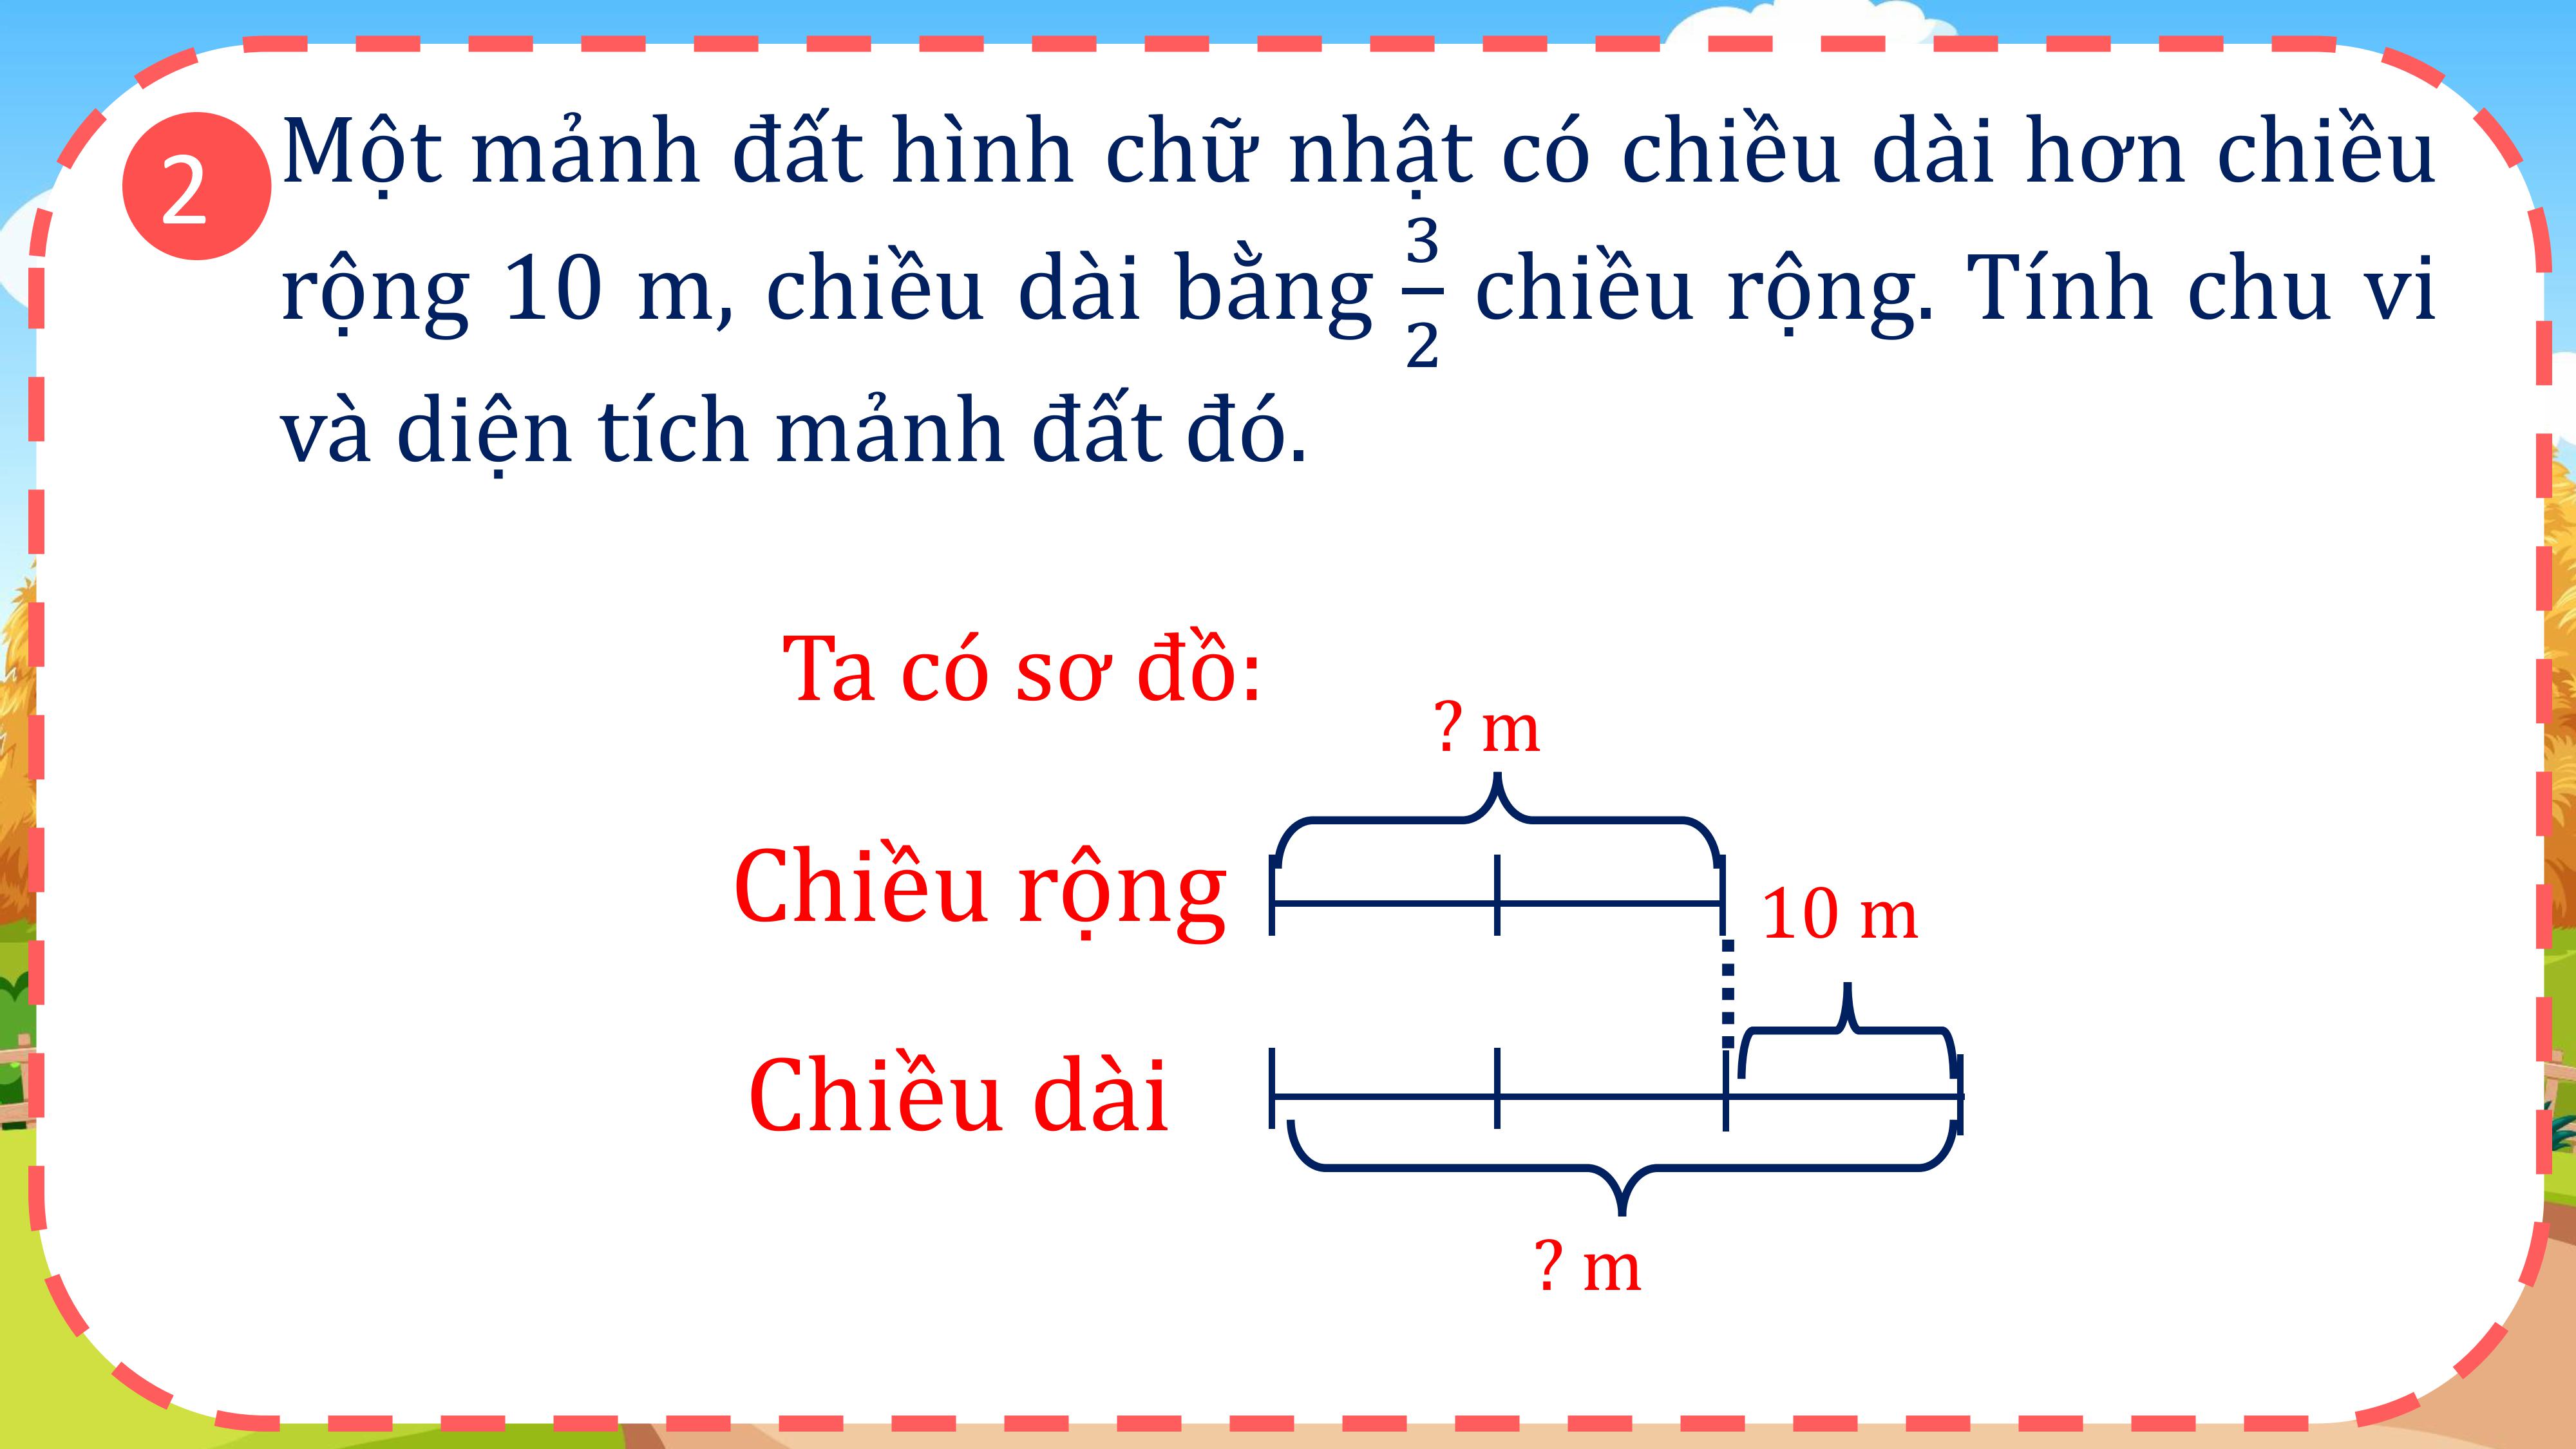 2
Một mảnh đất hình chữ nhật có chiều dài hơn chiều
rộng 10 m, chiều dài bằng 3/2 chiều rộng. Tính chu vi
và diện tích mảnh đất đó.
Ta có sơ đồ:
? m
Chiều rộng
10 m
Chiều dài
? m